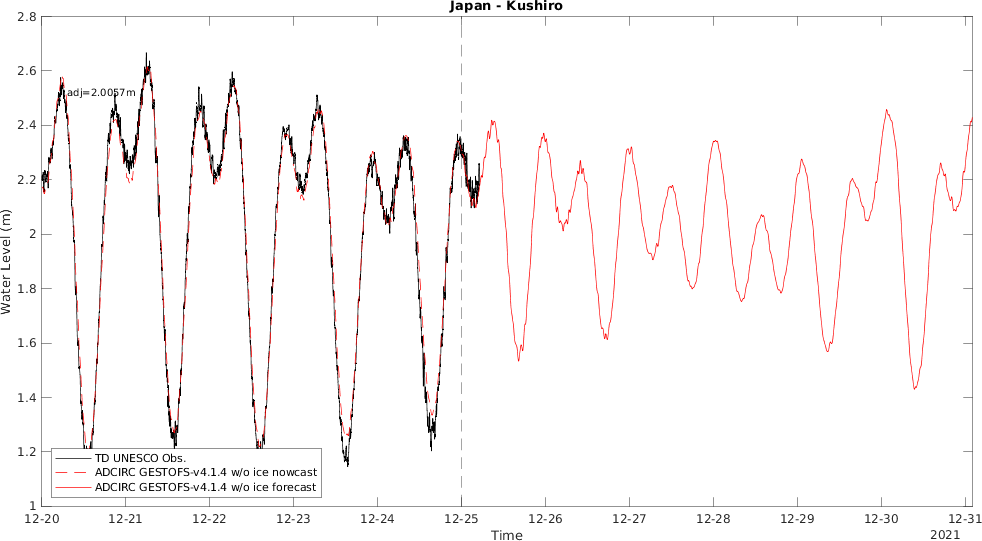 Japan - Kushiro
2.8
2.6
2.4
2.2
2
1.8
1.6
1.4
1.2
1
Water Level (m)
adj=2.0057m
TD UNESCO Obs.
ADCIRC GESTOFS-v4.1.4 w/o ice nowcast
ADCIRC GESTOFS-v4.1.4 w/o ice forecast
12-20 12-21 12-22 12-23 12-24 12-25 12-26 12-27 12-28 12-29 12-30 12-31
Time
2021